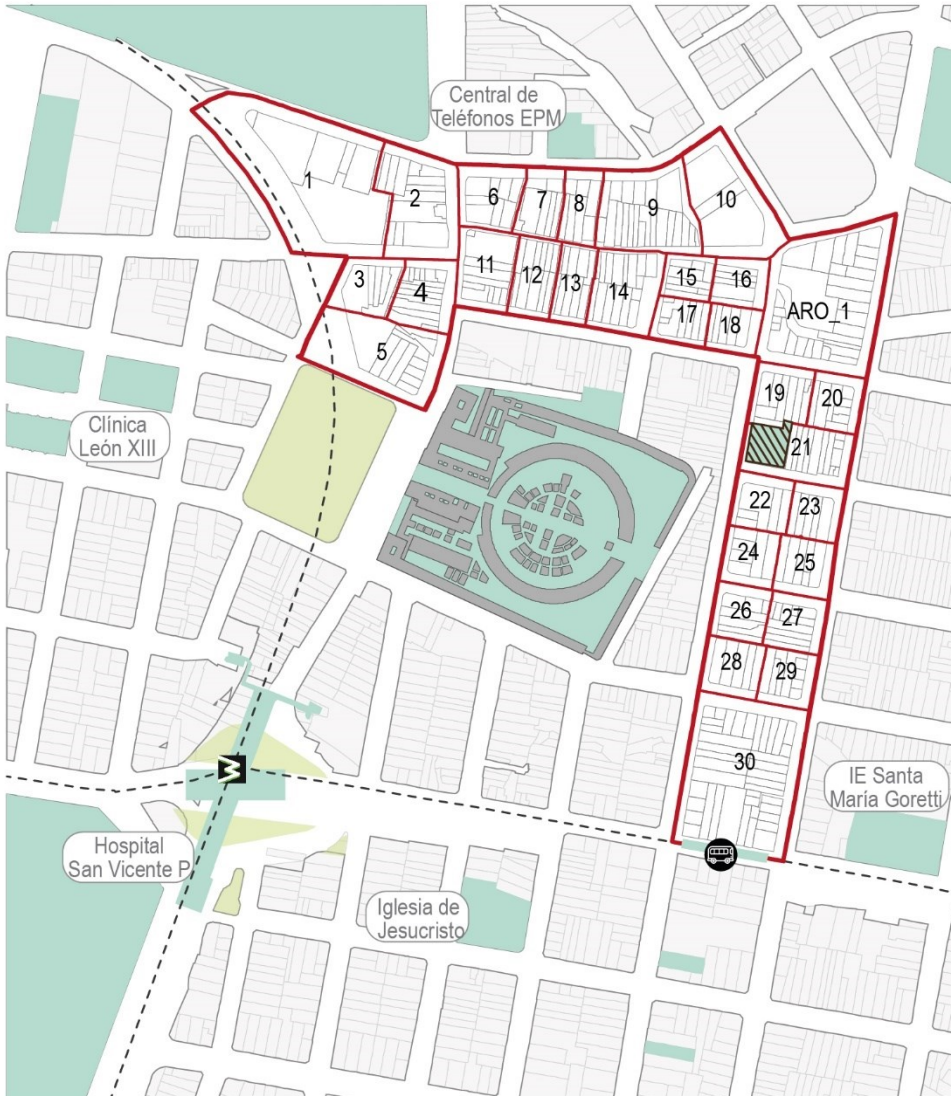 Central de
Teléfonos EPM
1
2
6
7
8
9
10
3
4
11
12
13
14
15
16
17
18
ARO_1
5
19
20
21
Clínica
León XIII
22
23
24
25
26
27
28
29
30
IE Santa
María Goretti
Hospital
San Vicente P
Iglesia de
Jesucristo